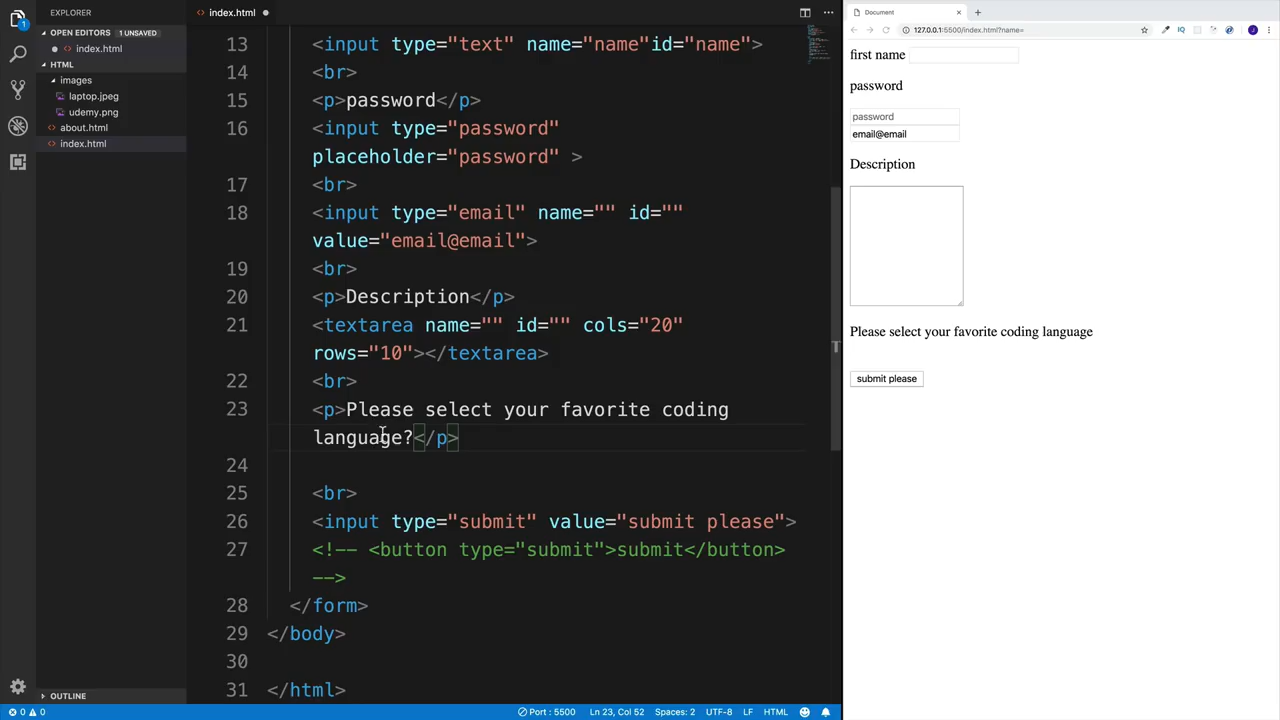 EXPLORER
OPEN EDITORS 1 UNSAVED
index.html
HTML
images
laptop.jpeg
udemy.png
about.html
index.html
OUTLINE
index.html
13 <input type="text" name="name"id="name">
14 <br>
15 <p>password</p>
16 <input type="password"
placeholder="password" >
17 <br>
18 <input type="email" name="" id=""
value="email@email">
19 <br>
20 <p>Description</p>
21 <textarea name="" id="" cols="20"
rows="10"></textarea>
22 <br>
23 <p>Please select your favorite coding
language?</p>
24
25 <br>
26 <input type="submit" value="submit please">
27 <!-- <button type="submit">submit</button>
-->
28 </form>
29 </body>
30
31 </html>
0 0
Port : 5500 Ln 23, Col 52 Spaces: 2 UTF-8 LF HTML
Document
127.0.0.1:5500/index.html?name=
first name
password
password
email@email
Description
Please select your favorite coding language
submit please